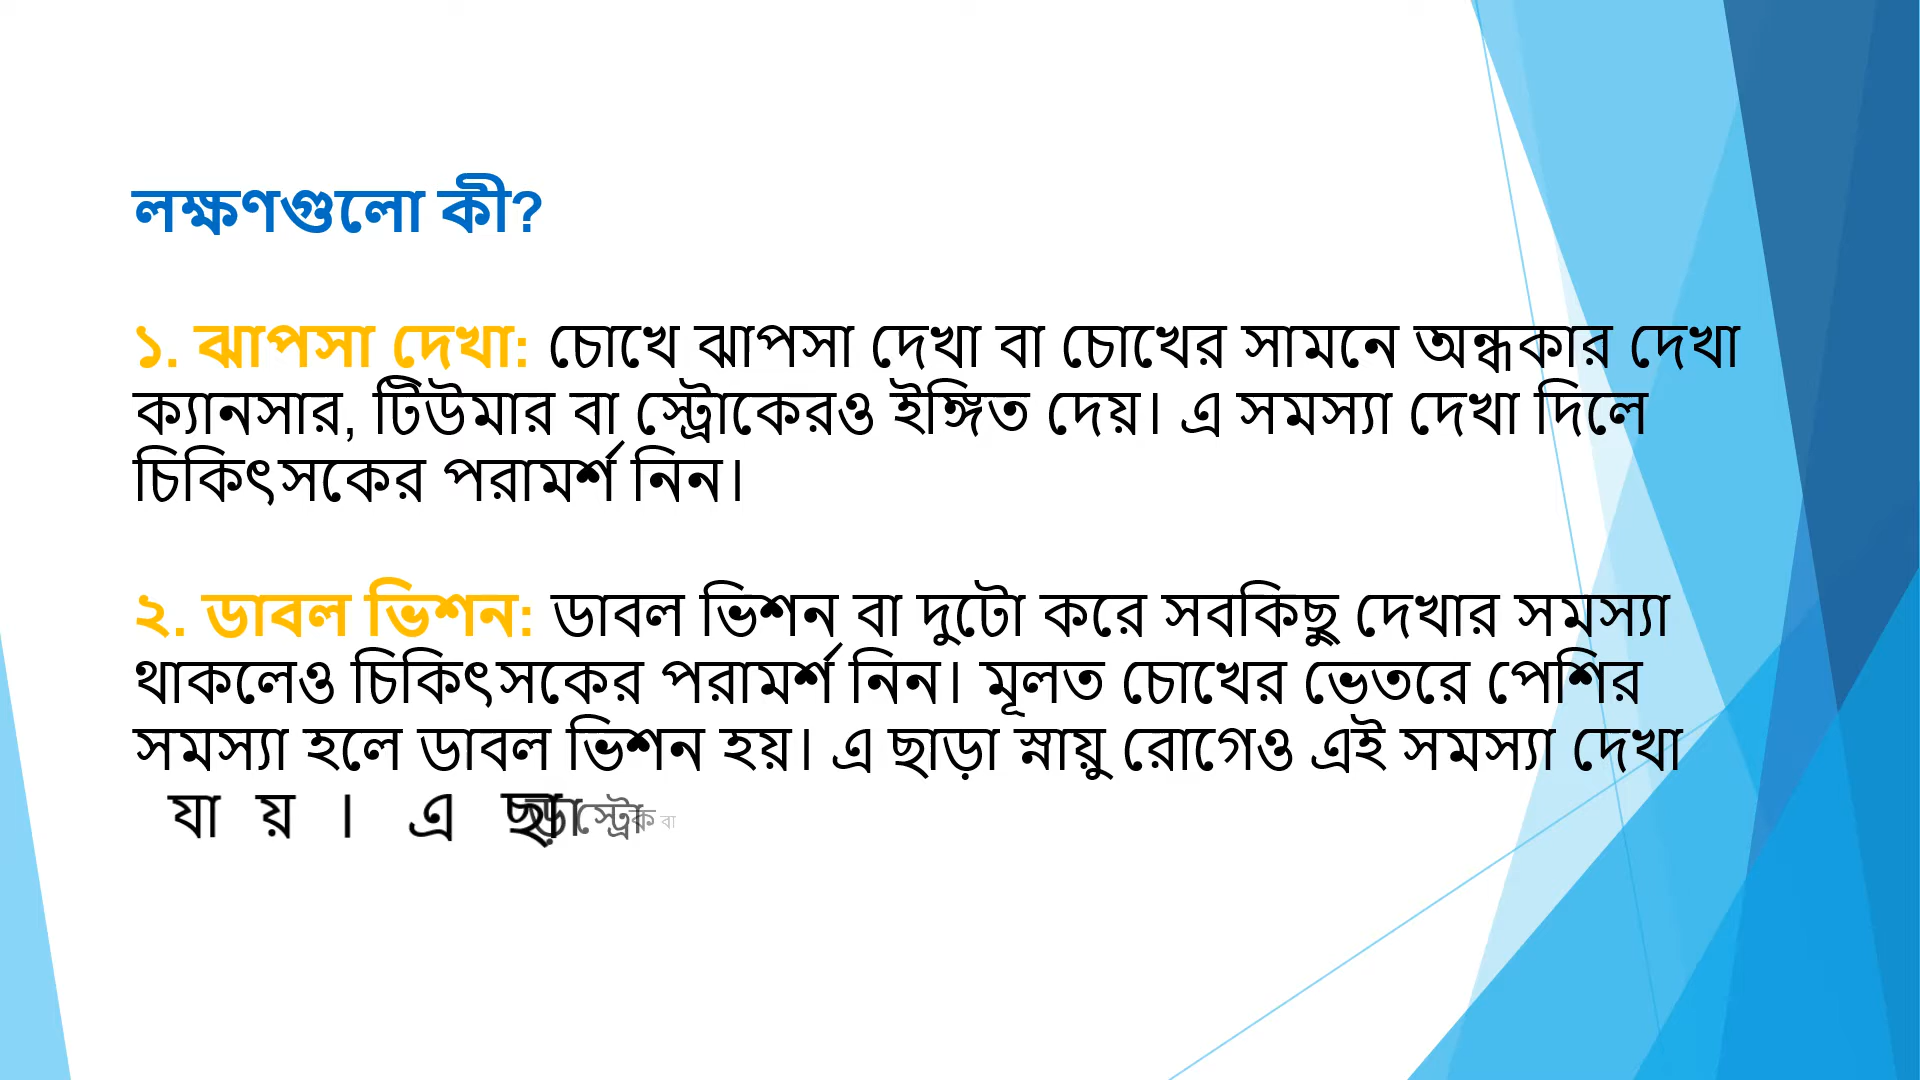 লক্ষণগুলো কী?
১. ঝাপসা দেখা: চোখে ঝাপসা দেখা বা চোখের সামনে অন্ধকার দেখা
ক্যানসার, টিউমার বা স্ট্রোকেরও ইঙ্গিত দেয়। এ সমস্যা দেখা দিলে
চিকিৎসকের পরামর্শ নিন।
২. ডাবল ভিশন: ডাবল ভিশন বা দুটো করে সবকিছু দেখার সমস্যা
থাকলেও চিকিৎসকের পরামর্শ নিন। মূলত চোখের ভেতরে পেশির
সমস্যা হলে ডাবল ভিশন হয়। এ ছাড়া স্নায়ু রোগেও এই সমস্যা দেখা
যায়। এ ছাড়া স্ট্রোক বা